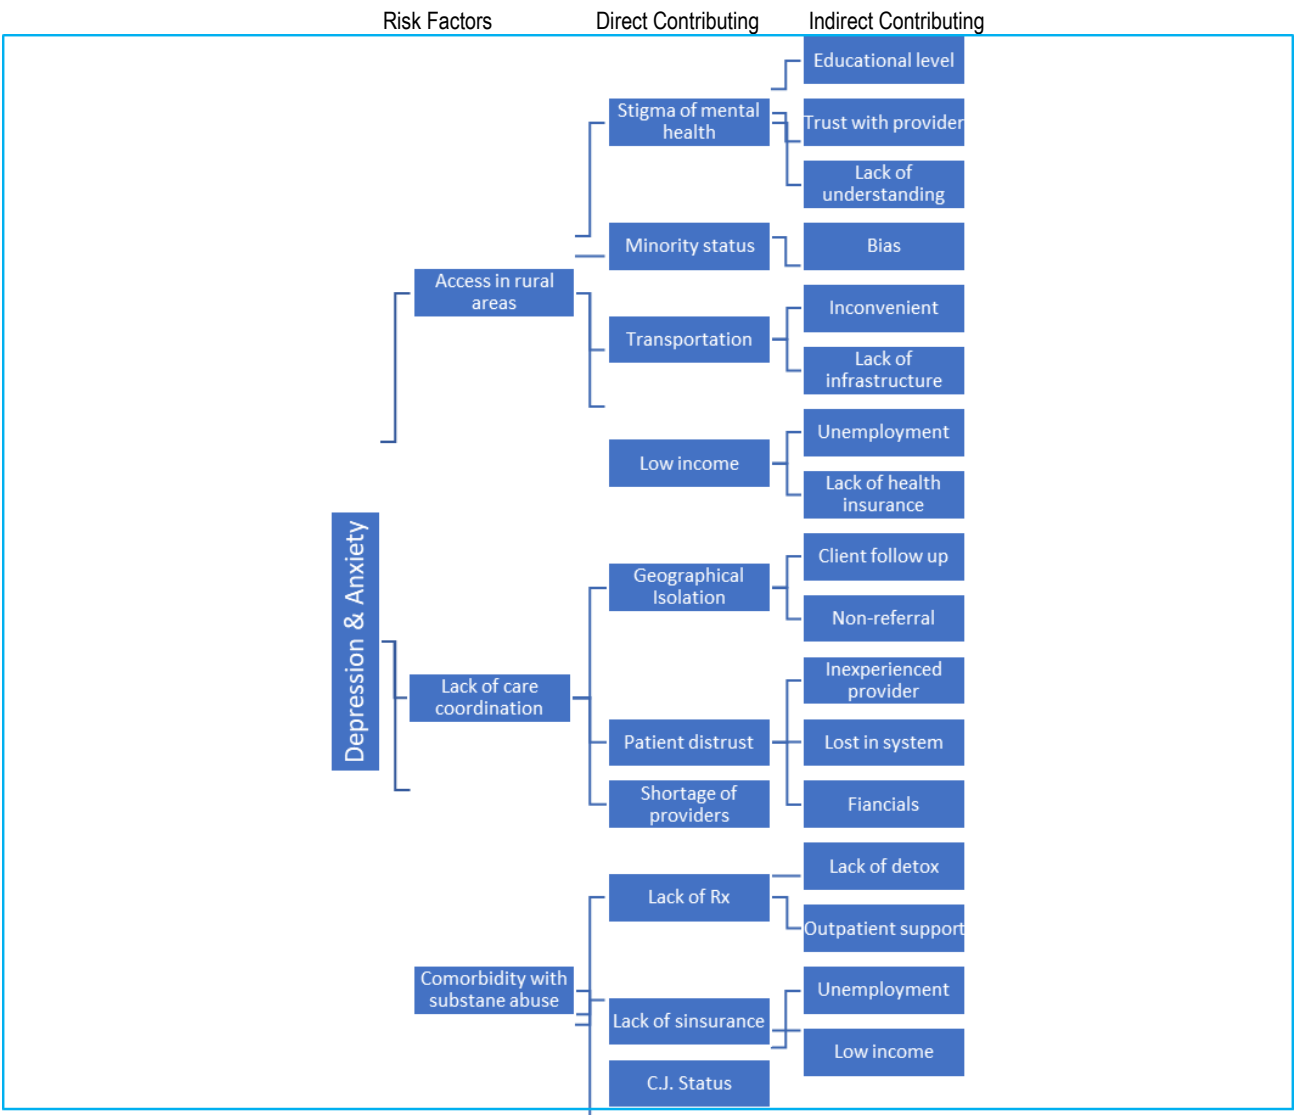 Risk Factors
Direct Contributing
Indirect Contributing
Educational level
Stigma of mental
health
Trust with provider
Lack of
understanding
Minority status
Bias
Access in rural
areas
Transportation
Inconvenient
Lack of
infrastructure
Low income
Unemployment
Lack of health
insurance
Depression & Anxiety
Geographical
Isolation
Client follow up
Non-referral
Lack of care
coordination
Patient distrust
Inexperienced
provider
Lost in system
Fiancials
Shortage of
providers
Lack of Rx
Lack of detox
Outpatient support
Comorbidity with
substane abuse
Lack of sinsurance
Unemployment
Low income
C.J. Status